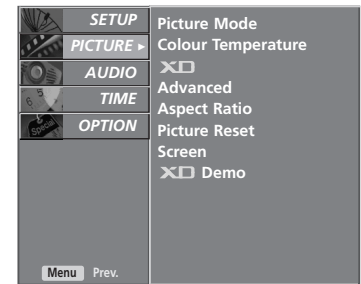 SETUP
PICTURE ►
AUDIO
TIME
OPTION
Special
Menu Prev.
Picture Mode
Colour Temperature
XD
Advanced
Aspect Ratio
Picture Reset
Screen
XD Demo